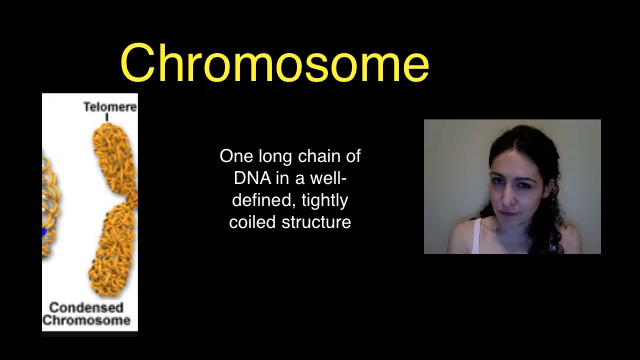 Chromosome
Telomere
One long chain of
DNA in a well-
defined, tightly
coiled structure
Condensed
Chromosome